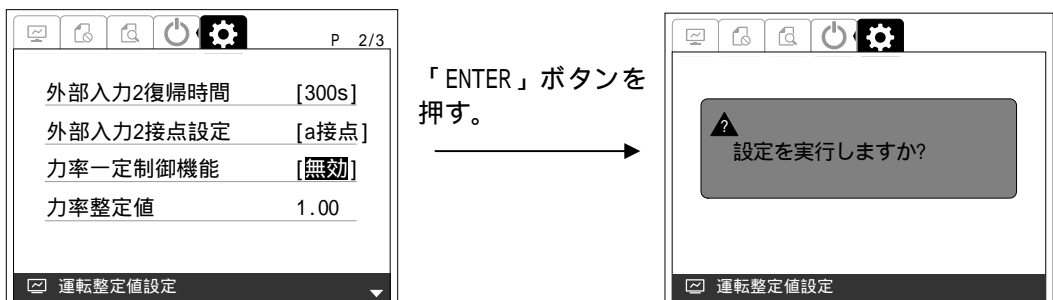 P 2/3
外部入力2復帰時間 [300s]
外部入力2接点設定 [a接点]
力率一定制御機能 [無効]
力率整定値 1.00
運転整定値設定
「ENTER」ボタンを
押す。
?
設定を実行しますか?
運転整定値設定